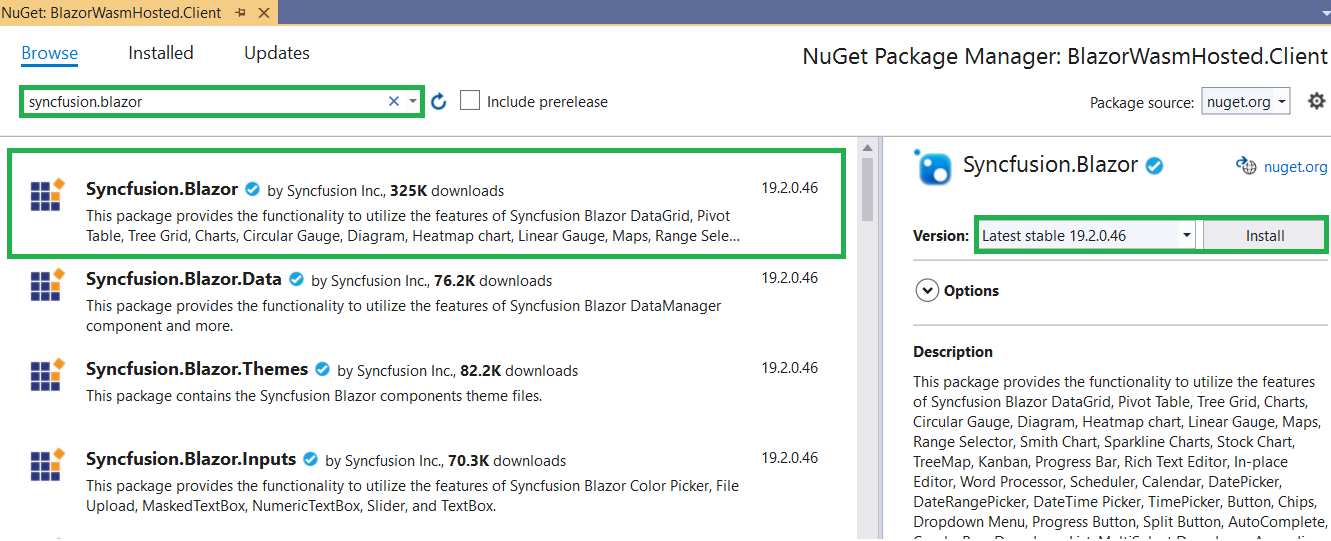 NuGet: BlazorWasmHosted.Client
Browse Installed Updates
NuGet Package Manager: BlazorWasmHosted.Client
syncfusion.blazor
Include prerelease
Package source: nuget.org
Syncfusion.Blazor by Syncfusion Inc., 325K downloads 19.2.0.46
This package provides the functionality to utilize the features of Syncfusion Blazor DataGrid, Pivot
Table, Tree Grid, Charts, Circular Gauge, Diagram, Heatmap chart, Linear Gauge, Maps, Range Sele...
Syncfusion.Blazor.Data by Syncfusion Inc., 76.2K downloads 19.2.0.46
This package provides the functionality to utilize the features of Syncfusion Blazor DataManager
component and more.
Syncfusion.Blazor.Themes by Syncfusion Inc., 82.2K downloads 19.2.0.46
This package contains the Syncfusion Blazor components theme files.
Syncfusion.Blazor.Inputs by Syncfusion Inc., 70.3K downloads 19.2.0.46
This package provides the functionality to utilize the features of Syncfusion Blazor Color Picker, File
Upload, MaskedTextBox, NumericTextBox, Slider, and TextBox.
Syncfusion.Blazor nuget.org
Version: Latest stable 19.2.0.46 Install
Options
Description
This package provides the functionality to utilize the features
of Syncfusion Blazor DataGrid, Pivot Table, Tree Grid, Charts,
Circular Gauge, Diagram, Heatmap chart, Linear Gauge, Maps,
Range Selector, Smith Chart, Sparkline Charts, Stock Chart,
TreeMap, Kanban, Progress Bar, Rich Text Editor, In-place
Editor, Word Processor, Scheduler, Calendar, DatePicker,
DateRangePicker, DateTime Picker, TimePicker, Button, Chips,
Dropdown Menu, Progress Button, Split Button, AutoComplete,